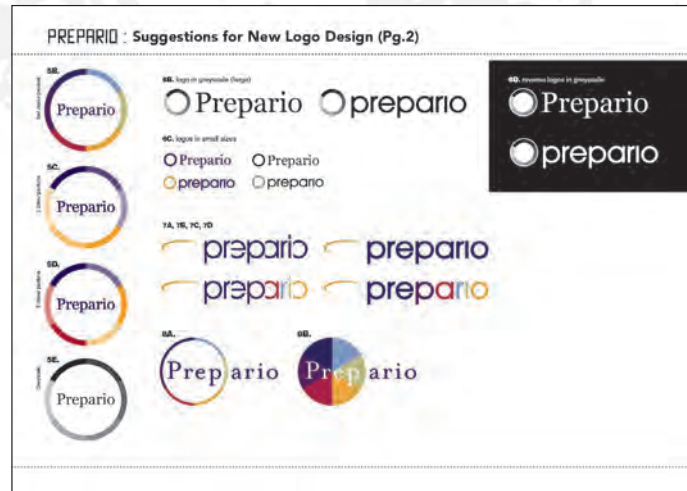 PREPARIO : Suggestions for New Logo Design (Pg.2)
5B.
Prepario
5C.
Prepario
5D.
Prepario
5E.
Prepario
6B. logo in greyscale (large)
Prepario prepario
6C. logos in small sizes
Prepario Prepario
prepario prepario
6D. reverse logos in greyscale
Prepario
prepario
7A, 7B, 7C, 7D
prepario prepario
prepario prepario
8A.
Prepario
8B.
Prepario